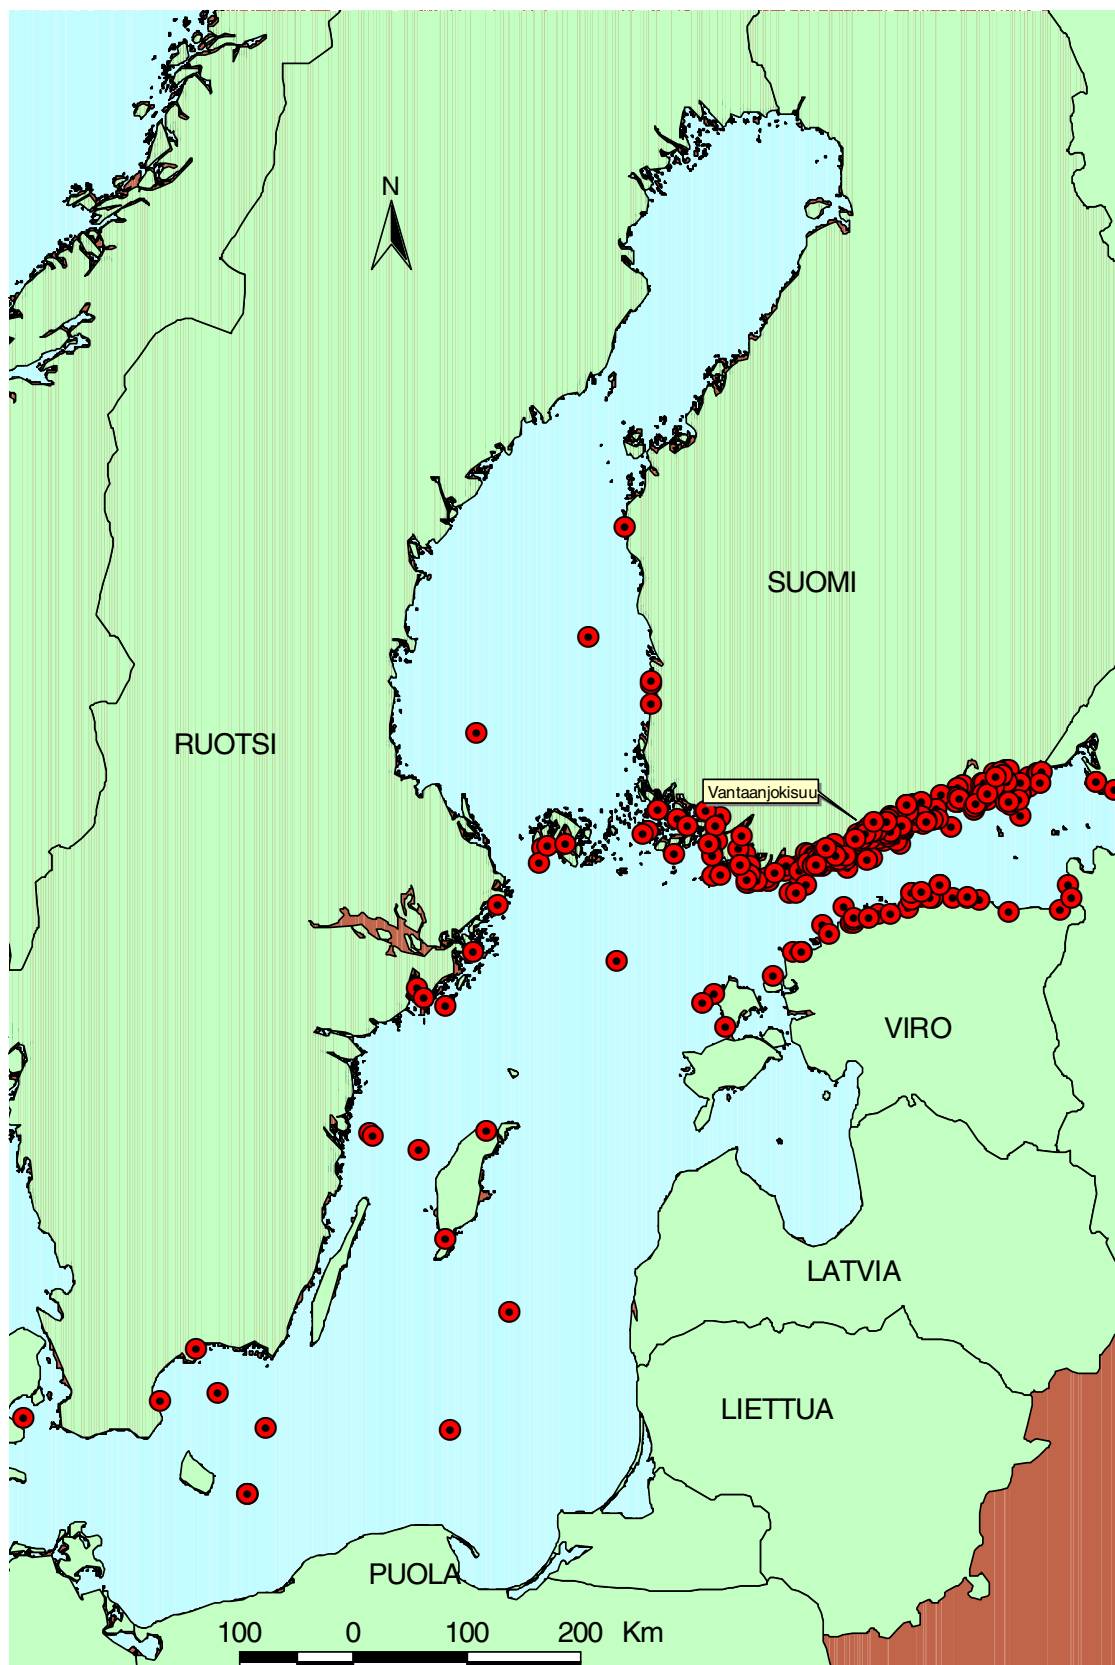 N
SUOMI
RUOTSI
Vantaanjokisuu
VIRO
LATVIA
LIETTUA
PUOLA
100 0 100 200 Km